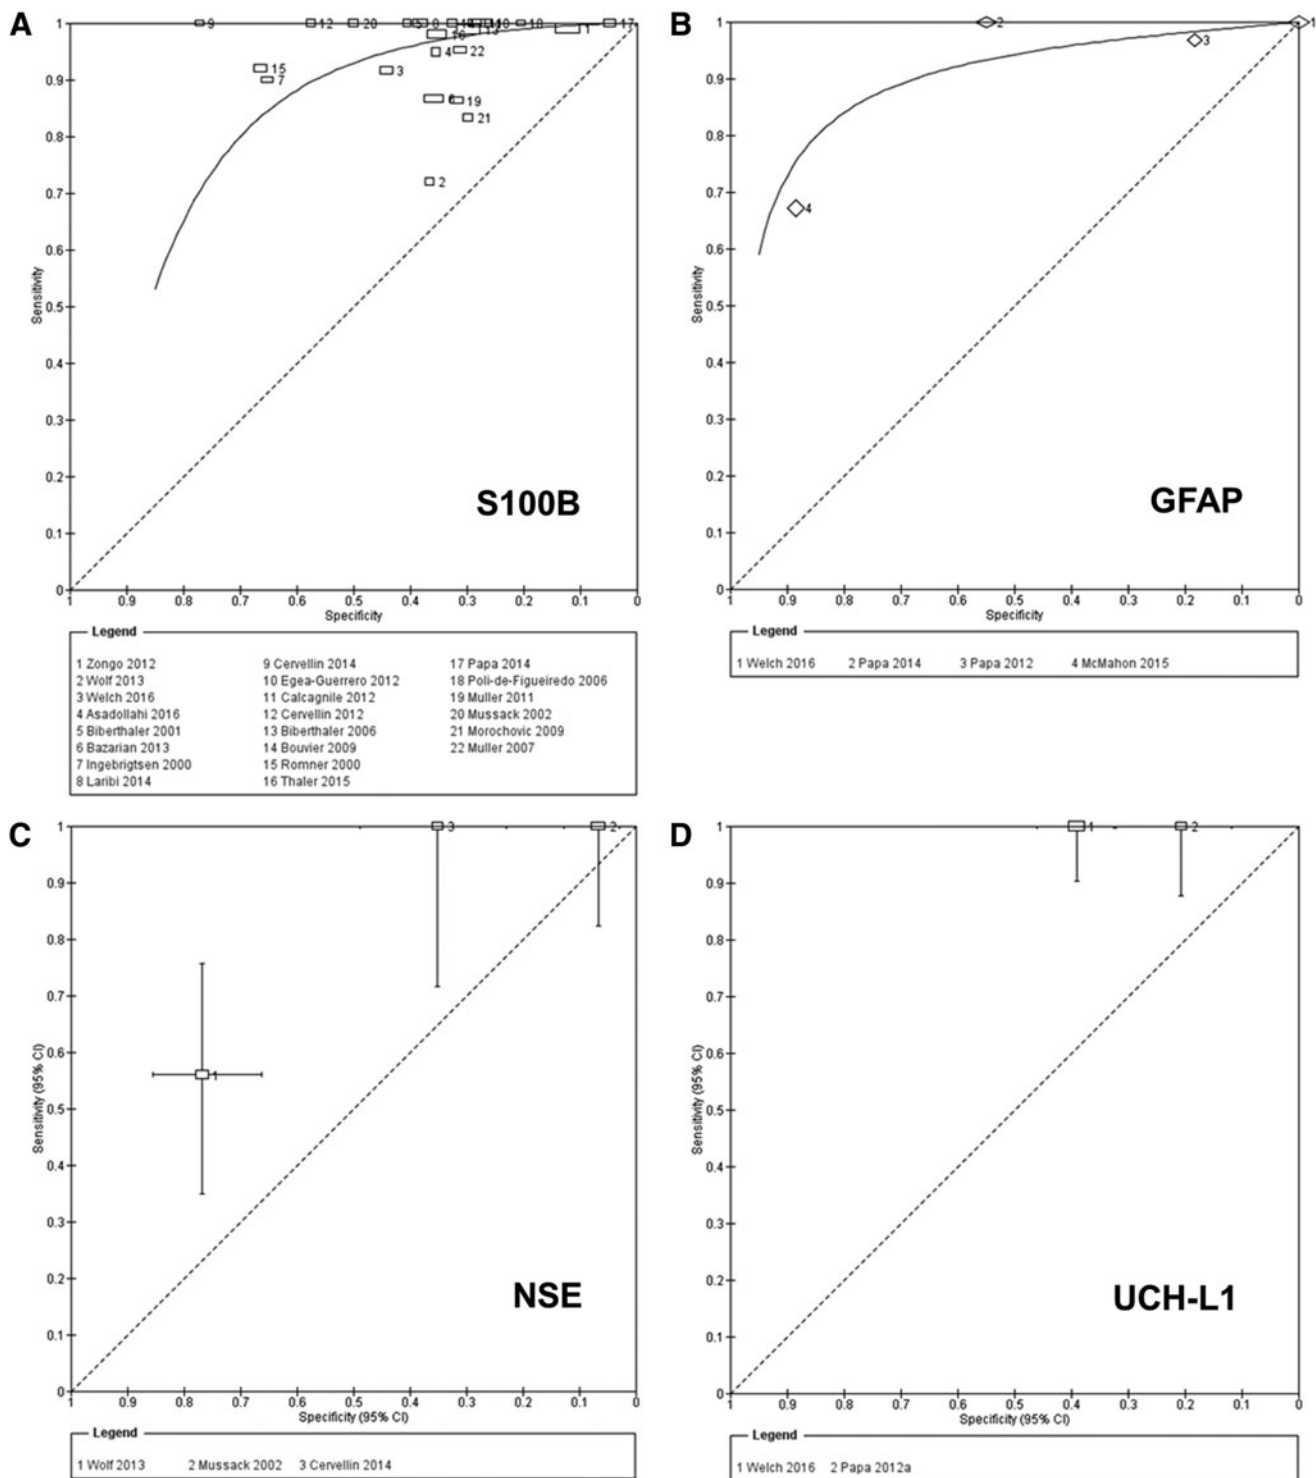 A
B
1
0.9
0.8
0.7
0.6
0.5
0.4
0.3
0.2
0.1
0
Sensitivity
9
12
20
18
17
1
15
7
4
22
3
19
21
2
S100B
1 0.9 0.8 0.7 0.6 0.5 0.4 0.3 0.2 0.1 0
Specificity
Legend
1 Zongo 2012
2 Wolf 2013
3 Welch 2016
4 Asadollahi 2016
5 Biberthaler 2001
6 Bazarian 2013
7 Ingebrigtsen 2000
8 Laribi 2014
9 Cervellin 2014
10 Egea-Guerrero 2012
11 Calcagnile 2012
12 Cervellin 2012
13 Biberthaler 2006
14 Bouvier 2009
15 Romner 2000
16 Thaler 2015
17 Papa 2014
18 Poli-de-Figueiredo 2006
19 Muller 2011
20 Mussack 2002
21 Morochovic 2009
22 Muller 2007
1
0.9
0.8
0.7
0.6
0.5
0.4
0.3
0.2
0.1
0
Sensitivity
2
1
3
4
GFAP
1 0.9 0.8 0.7 0.6 0.5 0.4 0.3 0.2 0.1 0
Specificity
Legend
1 Welch 2016 2 Papa 2014 3 Papa 2012 4 McMahon 2015
C
D
1
0.9
0.8
0.7
0.6
0.5
0.4
0.3
0.2
0.1
0
Sensitivity (95% CI)
3
2
1
NSE
1 0.9 0.8 0.7 0.6 0.5 0.4 0.3 0.2 0.1 0
Specificity (95% CI)
Legend
1 Wolf 2013 2 Mussack 2002 3 Cervellin 2014
1
0.9
0.8
0.7
0.6
0.5
0.4
0.3
0.2
0.1
0
Sensitivity (95% CI)
1
2
UCH-L1
1 0.9 0.8 0.7 0.6 0.5 0.4 0.3 0.2 0.1 0
Specificity (95% CI)
Legend
1 Welch 2016 2 Papa 2012a